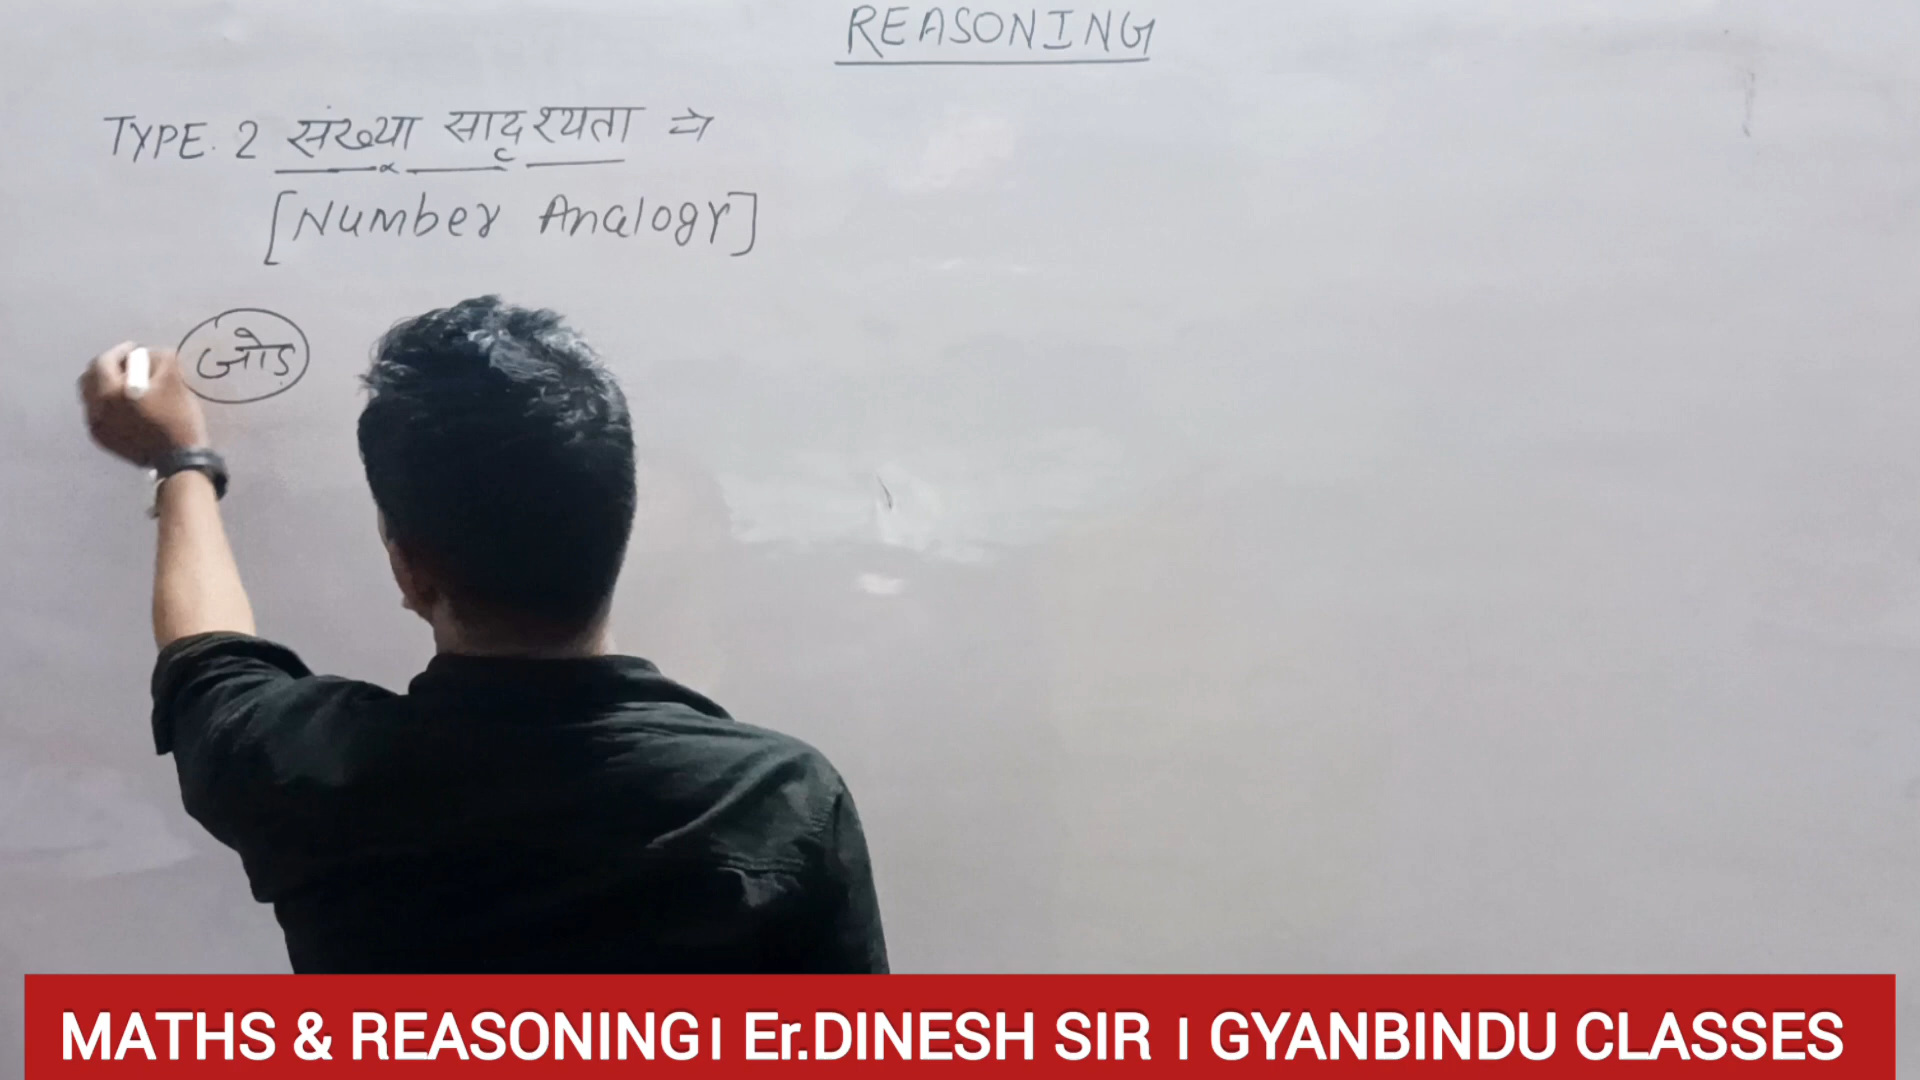 REASONING
TYPE. 2 संख्या सादृश्यता ⇒
[Number Analogy]
जोड़
MATHS & REASONING। Er.DINESH SIR । GYANBINDU CLASSES